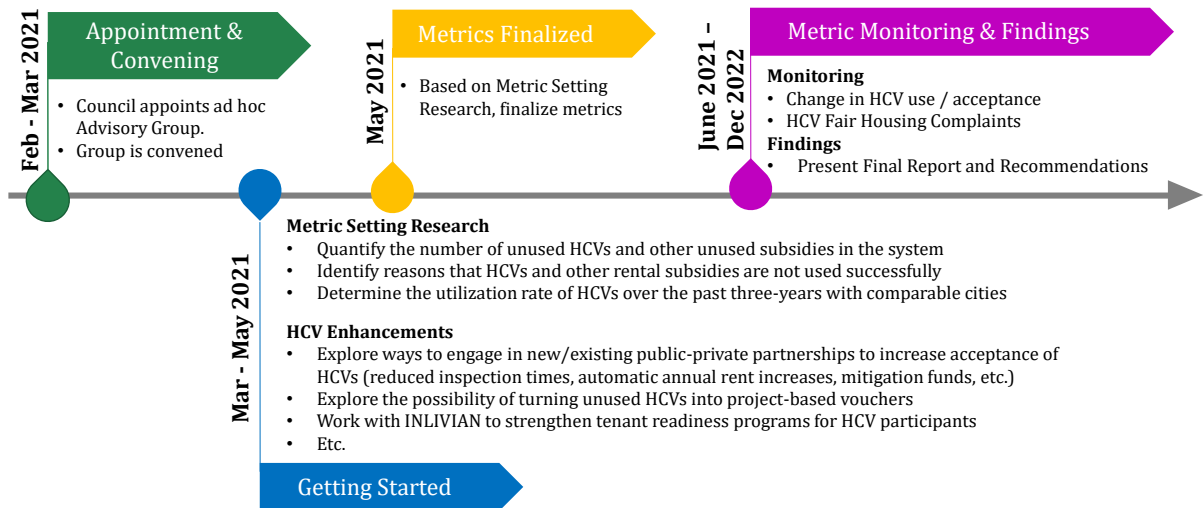 Feb - Mar 2021
Appointment &
Convening
• Council appoints ad hoc
Advisory Group.
• Group is convened
May 2021
Metrics Finalized
• Based on Metric Setting
Research, finalize metrics
June 2021 –
Dec 2022
Metric Monitoring & Findings
Monitoring
• Change in HCV use / acceptance
• HCV Fair Housing Complaints
Findings
• Present Final Report and Recommendations
Mar - May 2021
Metric Setting Research
• Quantify the number of unused HCVs and other unused subsidies in the system
• Identify reasons that HCVs and other rental subsidies are not used successfully
• Determine the utilization rate of HCVs over the past three-years with comparable cities
HCV Enhancements
• Explore ways to engage in new/existing public-private partnerships to increase acceptance of
HCVs (reduced inspection times, automatic annual rent increases, mitigation funds, etc.)
• Explore the possibility of turning unused HCVs into project-based vouchers
• Work with INLIVIAN to strengthen tenant readiness programs for HCV participants
• Etc.
Getting Started